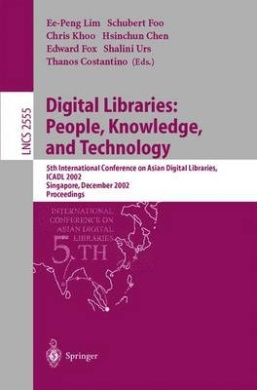 Ee-Peng Lim Schubert Foo
Chris Khoo Hsinchun Chen
Edward Fox Shalini Urs
Thanos Costantino (Eds.)
LNCS 2555
Digital Libraries:
People, Knowledge,
and Technology
5th International Conference on Asian Digital Libraries,
ICADL 2002
Singapore, December 2002
Proceedings
INTERNATIONAL
CONFERENCE ON
ASIAN DIGITAL
LIBRARIES
5TH
Springer